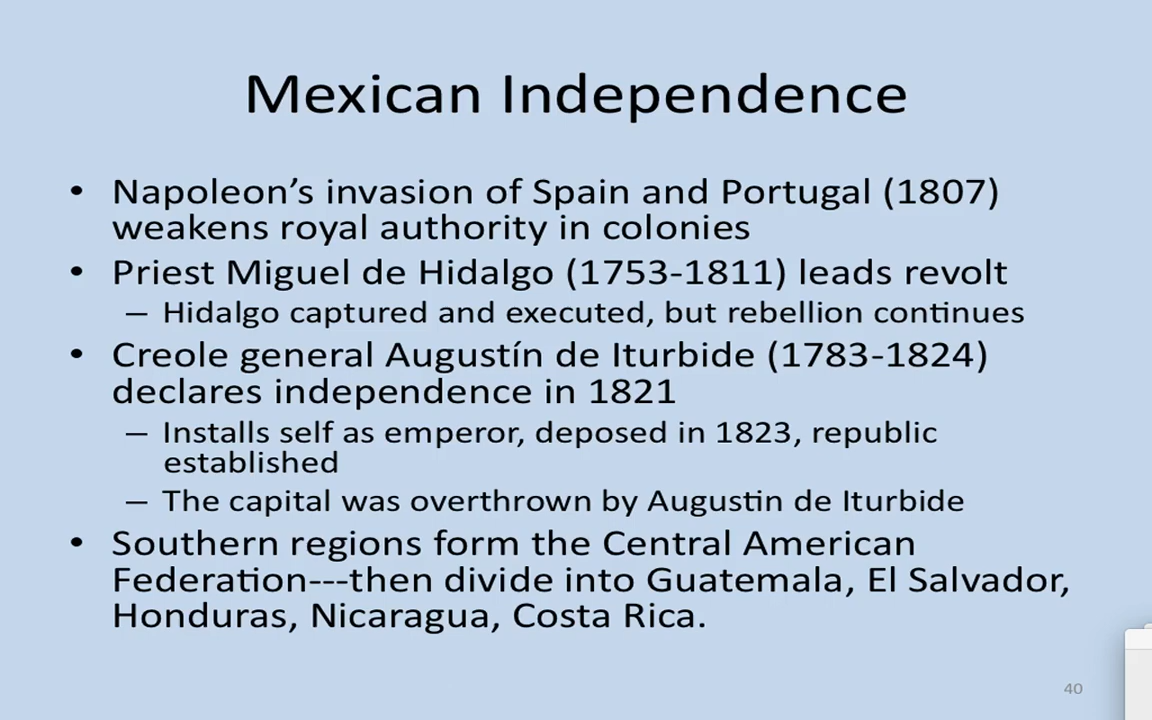 Mexican Independence
• Napoleon’s invasion of Spain and Portugal (1807)
weakens royal authority in colonies
• Priest Miguel de Hidalgo (1753-1811) leads revolt
– Hidalgo captured and executed, but rebellion continues
• Creole general Augustín de Iturbide (1783-1824)
declares independence in 1821
– Installs self as emperor, deposed in 1823, republic
established
– The capital was overthrown by Augustin de Iturbide
• Southern regions form the Central American
Federation---then divide into Guatemala, El Salvador,
Honduras, Nicaragua, Costa Rica.
40